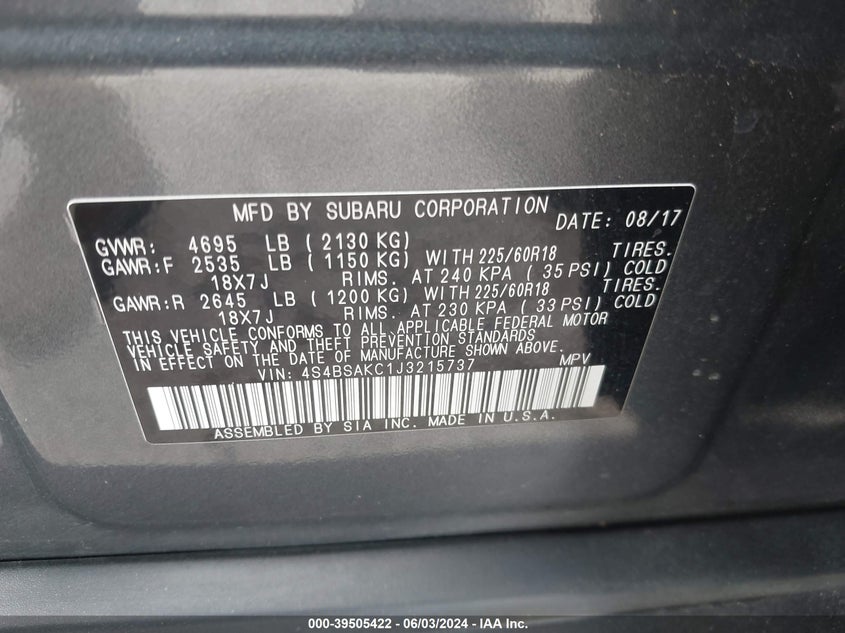 MFD BY SUBARU CORPORATION DATE: 08/17
GVWR: 4695 LB ( 2130 KG)
GAWR:F 2535 LB ( 1150 KG) WITH 225/60R18 TIRES.
18X7J RIMS. AT 240 KPA ( 35 PSI) COLD
GAWR:R 2645 LB ( 1200 KG) WITH 225/60R18 TIRES.
18X7J RIMS. AT 230 KPA ( 33 PSI) COLD
THIS VEHICLE CONFORMS TO ALL APPLICABLE FEDERAL MOTOR
VEHICLE SAFETY AND THEFT PREVENTION STANDARDS
IN EFFECT ON THE DATE OF MANUFACTURE SHOWN ABOVE.
VIN: 4S4BSAKC1J3215737 MPV
ASSEMBLED BY SIA INC. MADE IN U.S.A.
000-39505422 - 06/03/2024 - IAA Inc.